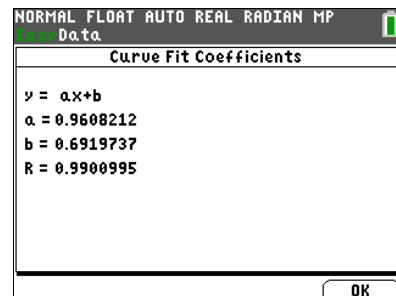 NORMAL FLOAT AUTO REAL RADIAN MP
EasyData
Curve Fit Coefficients
y = ax+b
a = 0.9608212
b = 0.6919737
R = 0.9900995
OK